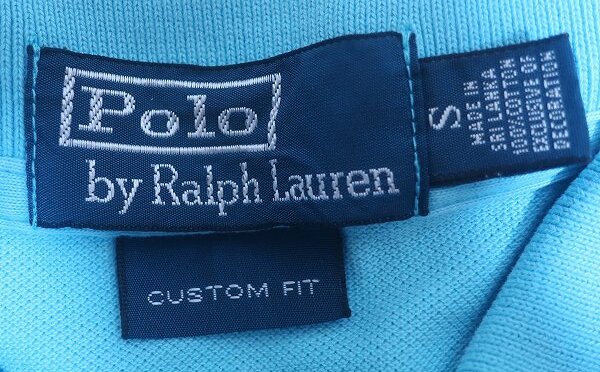 Polo
by Ralph Lauren
CUSTOM FIT
S
MADE IN
SRI LANKA
100% COTTON
EXCLUSIVE OF
DECORATION